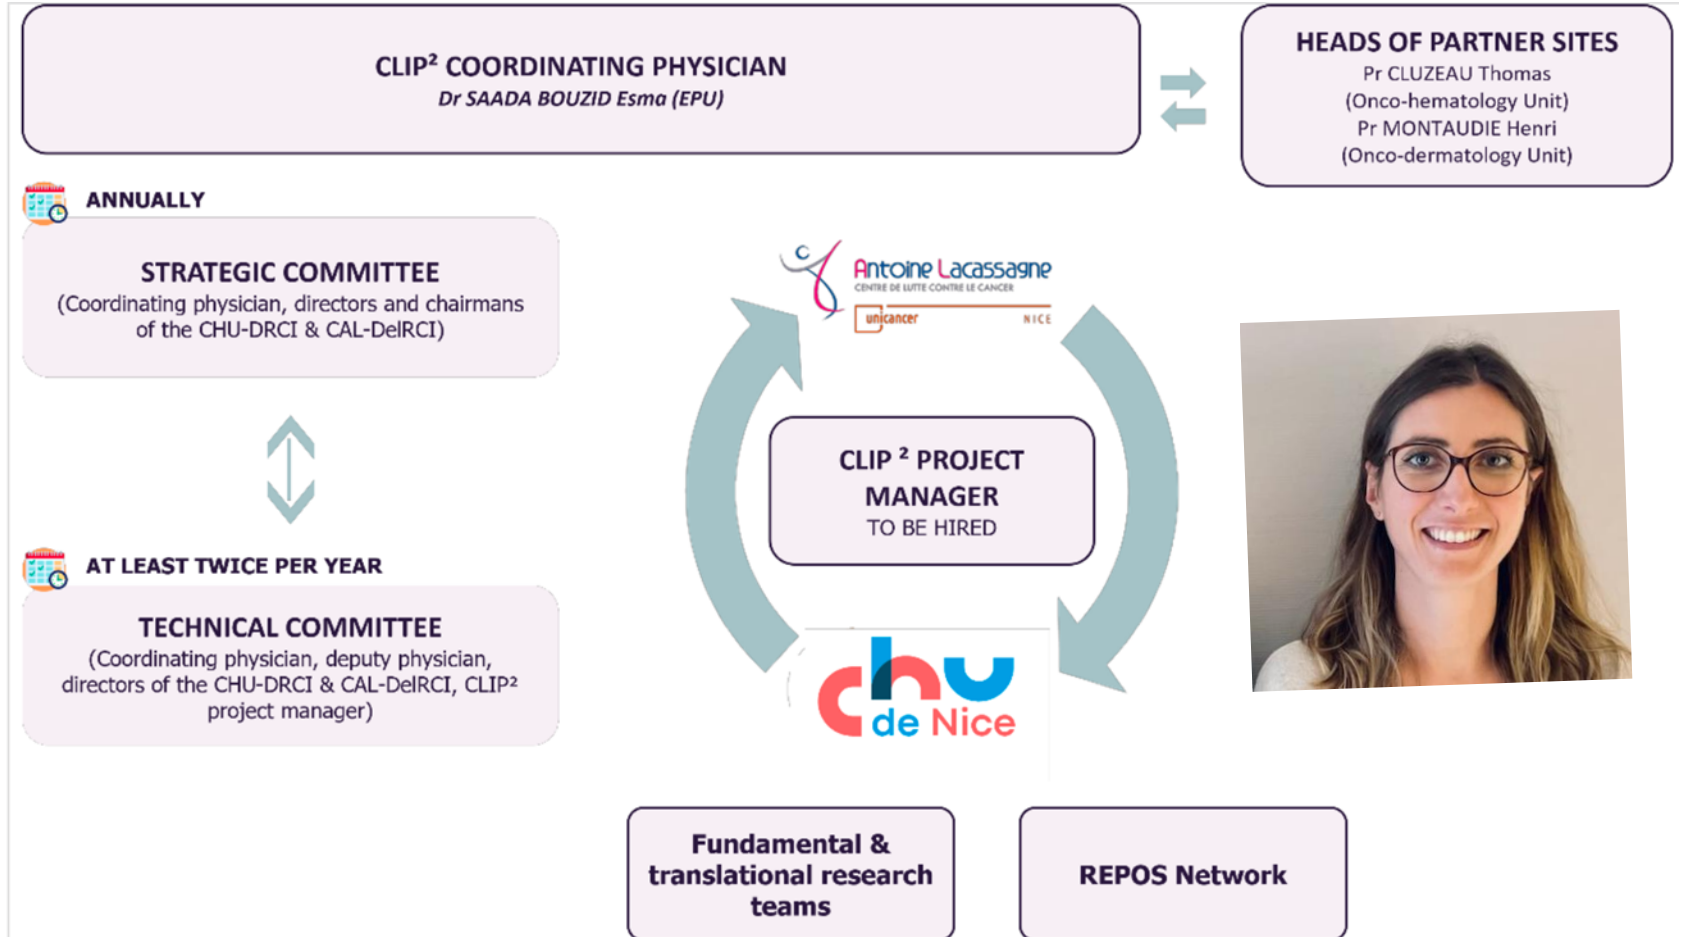 CLIP² COORDINATING PHYSICIAN
Dr SAADA BOUZID Esma (EPU)
HEADS OF PARTNER SITES
Pr CLUZEAU Thomas
(Onco-hematology Unit)
Pr MONTAUDIE Henri
(Onco-dermatology Unit)
ANNUALLY
STRATEGIC COMMITTEE
(Coordinating physician, directors and chairmans
of the CHU-DRCI & CAL-DelRCI)
AT LEAST TWICE PER YEAR
TECHNICAL COMMITTEE
(Coordinating physician, deputy physician,
directors of the CHU-DRCI & CAL-DelRCI, CLIP²
project manager)
Antoine Lacassagne
CENTRE DE LUTTE CONTRE LE CANCER
unicancer NICE
CLIP ² PROJECT
MANAGER
TO BE HIRED
chu
de Nice
Fundamental &
translational research
teams
REPOS Network